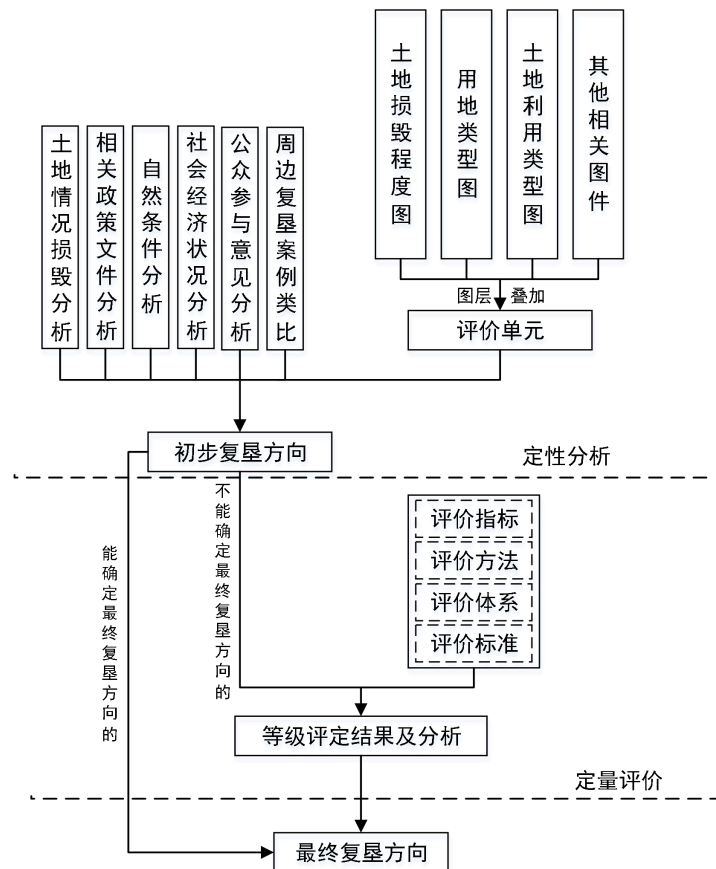 土地损毁程度图
用地类型图
土地利用类型图
其他相关图件
土地情况损毁分析
相关政策文件分析
自然条件分析
社会经济状况分析
公众参与意见分析
周边复垦案例类比
图层 叠加
评价单元
初步复垦方向
定性分析
不能确定最终复垦方向的
能确定最终复垦方向的
评价指标
评价方法
评价体系
评价标准
等级评定结果及分析
定量评价
最终复垦方向